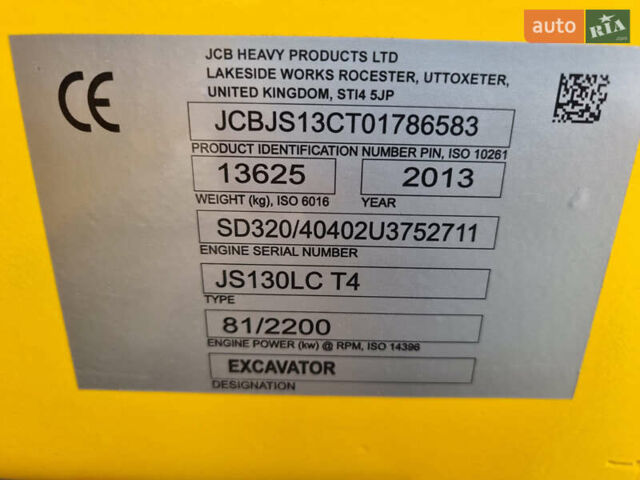 auto RIA.com
JCB HEAVY PRODUCTS LTD
LAKESIDE WORKS ROCESTER, UTTOXETER,
UNITED KINGDOM, STI4 5JP
CE
JCBJS13CT01786583
PRODUCT IDENTIFICATION NUMBER PIN, ISO 10261
13625 2013
WEIGHT (kg), ISO 6016 YEAR
SD320/40402U3752711
ENGINE SERIAL NUMBER
JS130LC T4
TYPE
81/2200
ENGINE POWER (kw) @ RPM, ISO 14396
EXCAVATOR
DESIGNATION